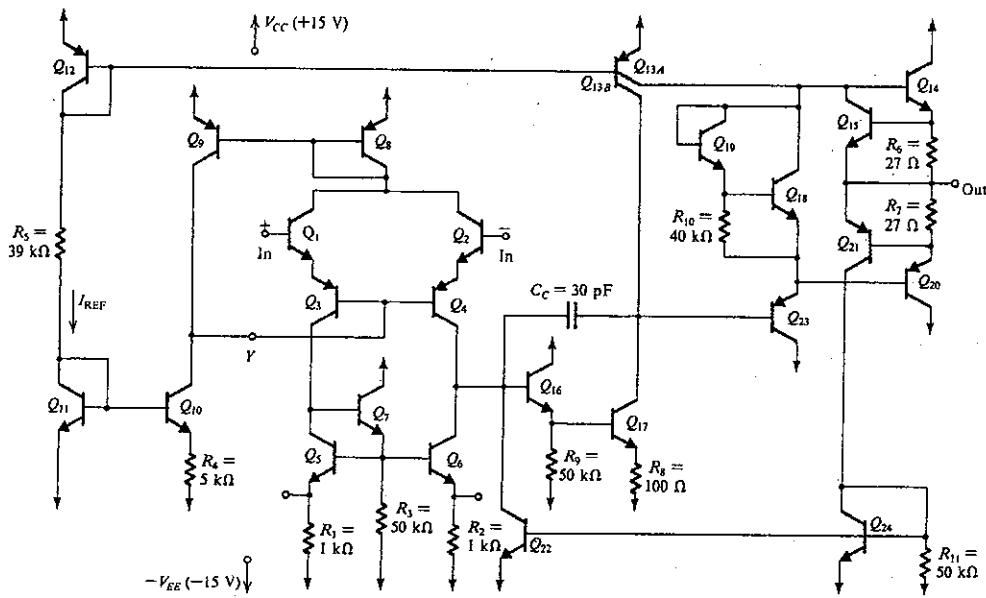 V_CC (+15 V)
Q12
Q13A
Q13B
Q14
Q9
Q8
Q15
Q19
R6 =
27 Ω
Out
Q18
R7 =
27 Ω
R5 =
39 kΩ
+
In
Q1
Q2
−
In
R10 =
40 kΩ
Q21
Q20
I_REF
Q3
Q4
C_C = 30 pF
Q23
Y
Q11
Q10
Q7
Q16
Q17
R4 =
5 kΩ
Q5
Q6
R9 =
50 kΩ
R8 =
100 Ω
R1 =
1 kΩ
R3 =
50 kΩ
R2 =
1 kΩ
Q22
Q24
R11 =
50 kΩ
−V_EE (−15 V)